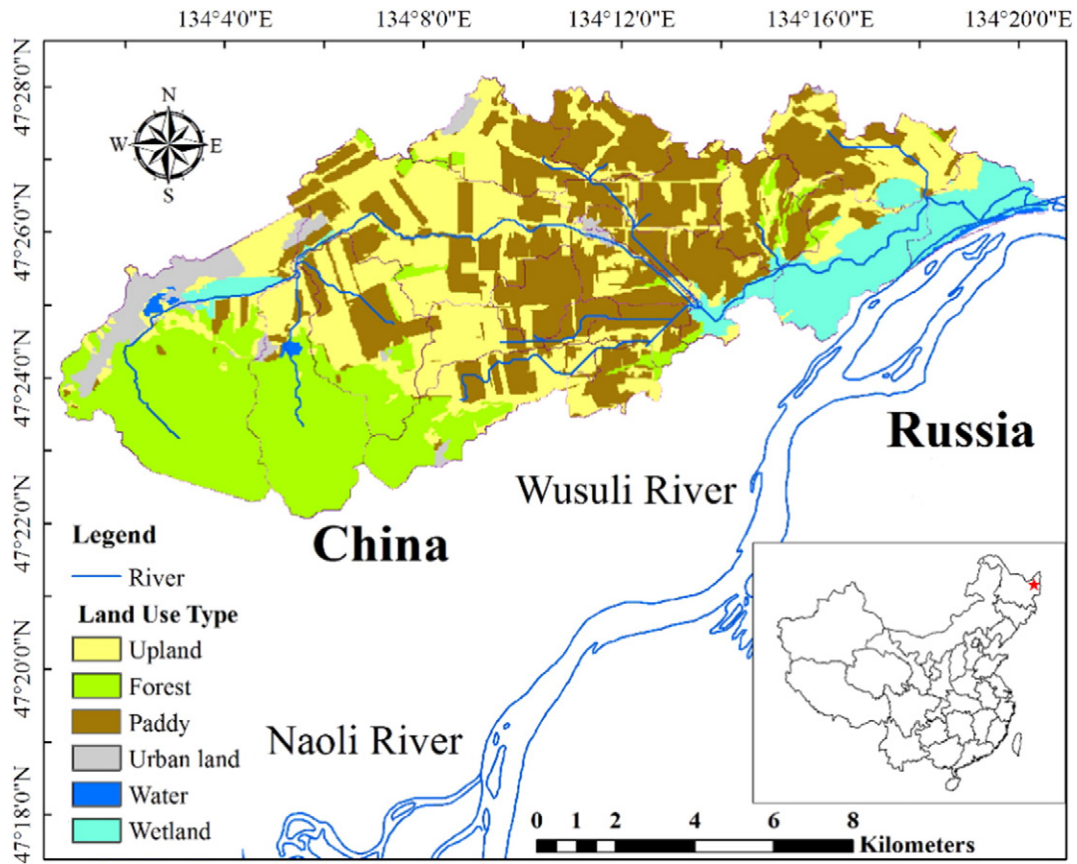 134°4'0"E 134°8'0"E 134°12'0"E 134°16'0"E 134°20'0"E
47°28'0"N
47°26'0"N
47°24'0"N
47°22'0"N
47°20'0"N
47°18'0"N
N
W E
S
Russia
Wusuli River
China
Naoli River
Legend
River
Land Use Type
Upland
Forest
Paddy
Urban land
Water
Wetland
0 1 2 4 6 8
Kilometers